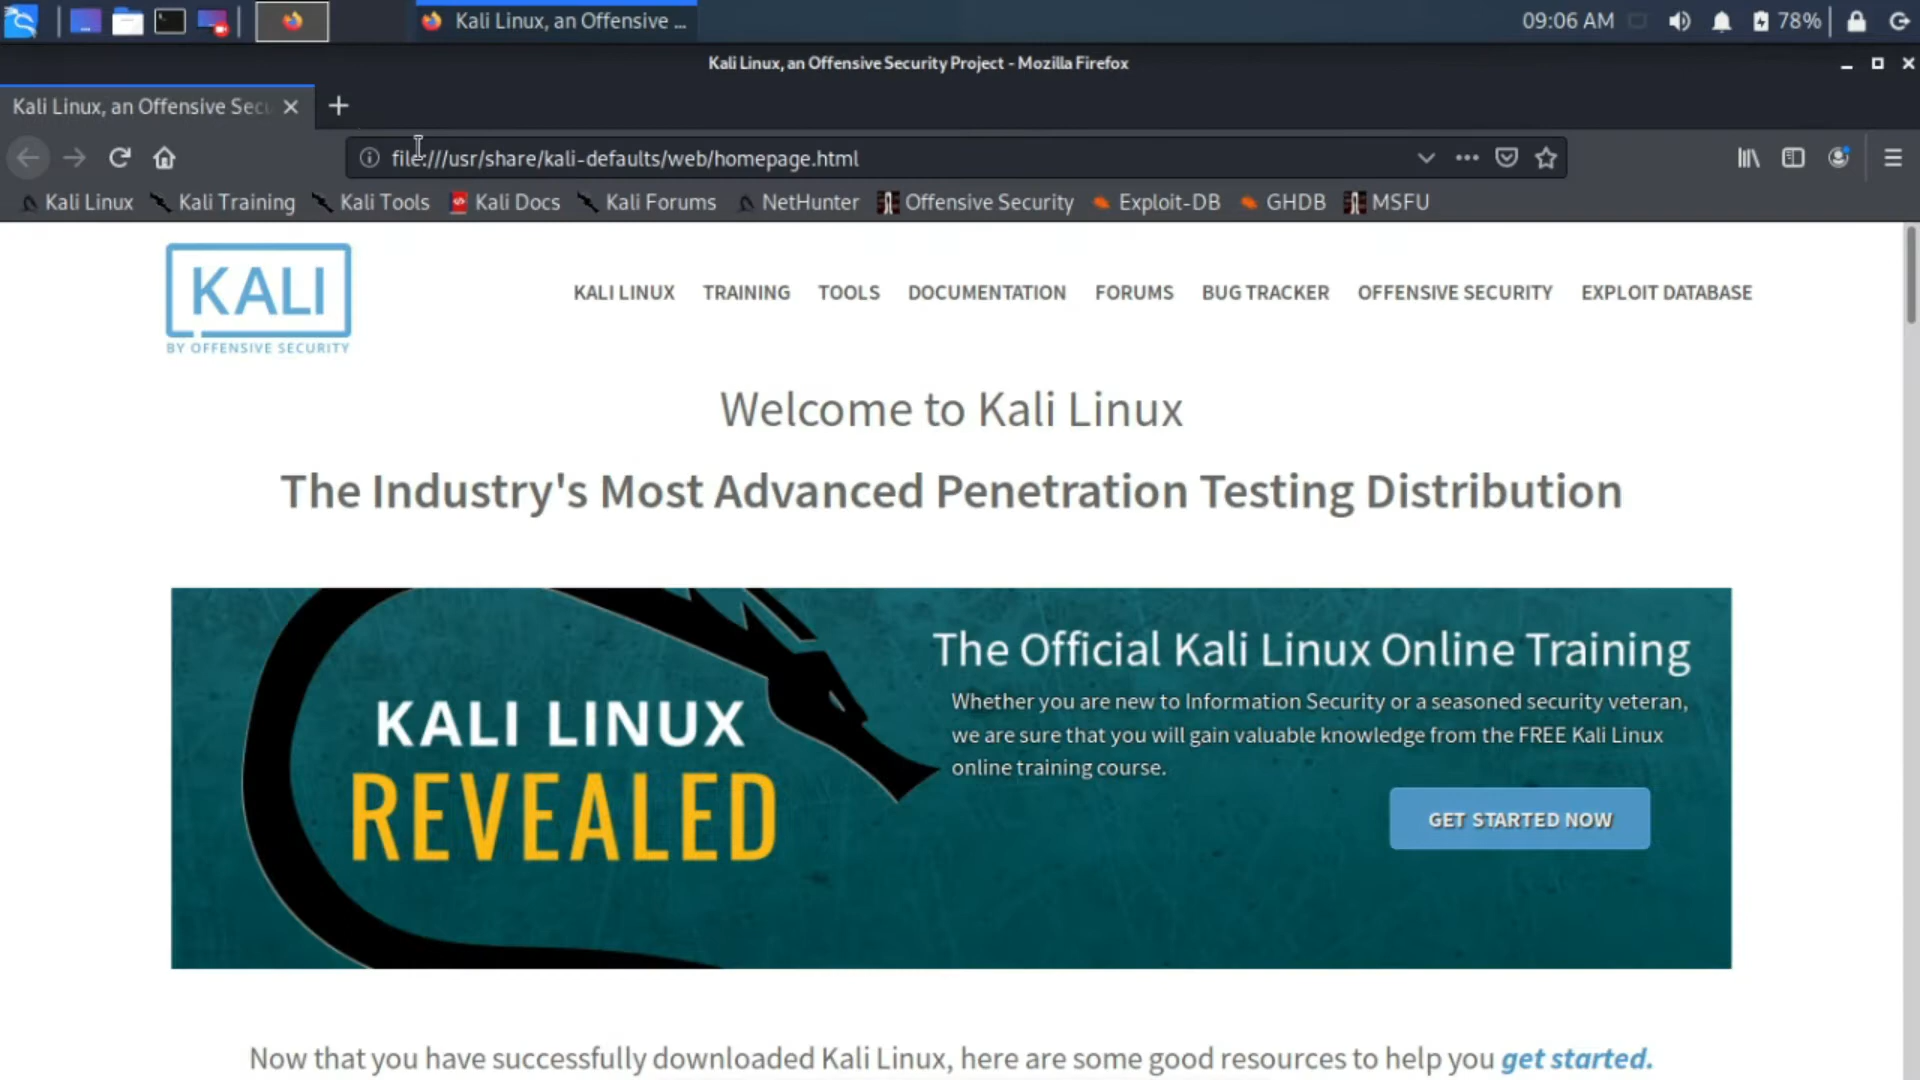 Kali Linux, an Offensive ...
09:06 AM
78%
Kali Linux, an Offensive Security Project - Mozilla Firefox
Kali Linux, an Offensive Secu
file:///usr/share/kali-defaults/web/homepage.html
Kali Linux Kali Training Kali Tools Kali Docs Kali Forums NetHunter Offensive Security Exploit-DB GHDB MSFU
KALI
BY OFFENSIVE SECURITY
KALI LINUX TRAINING TOOLS DOCUMENTATION FORUMS BUG TRACKER OFFENSIVE SECURITY EXPLOIT DATABASE
Welcome to Kali Linux
The Industry's Most Advanced Penetration Testing Distribution
KALI LINUX
REVEALED
The Official Kali Linux Online Training
Whether you are new to Information Security or a seasoned security veteran,
we are sure that you will gain valuable knowledge from the FREE Kali Linux
online training course.
GET STARTED NOW
Now that you have successfully downloaded Kali Linux, here are some good resources to help you get started.